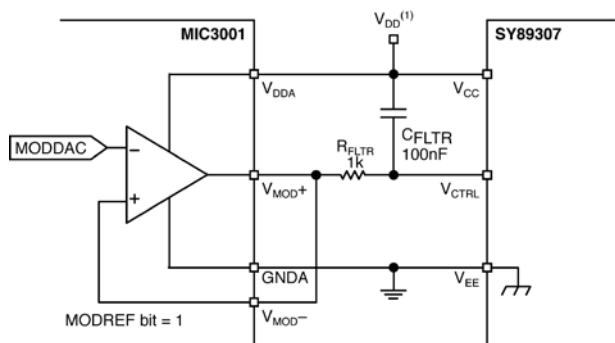 MIC3001
V_DD(1)
SY89307
V_DDA
V_CC
MODDAC
−
+
R_FLTR
1k
C_FLTR
100nF
V_MOD+
V_CTRL
GNDA
V_EE
MODREF bit = 1
V_MOD−